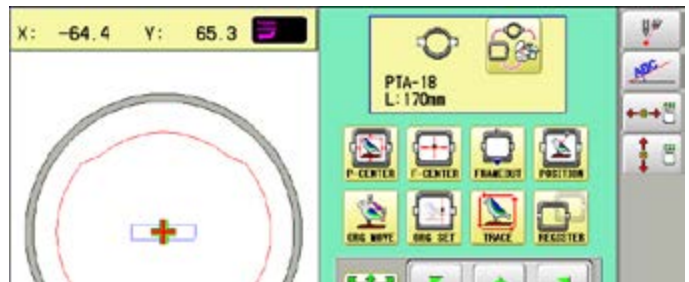 X: -64.4 Y: 65.3
PTA-18
L:170mm
P-CENTER F-CENTER FRAMEOUT POSITION
ORG MOVE ORG SET TRACE REGISTER
ABC